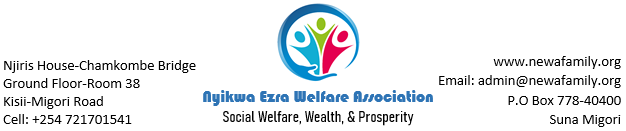 Njiris House-Chamkombe Bridge
Ground Floor-Room 38
Kisii-Migori Road
Cell: +254 721701541
Nyikwa Ezra Welfare Association
Social Welfare, Wealth, & Prosperity
www.newafamily.org
Email: admin@newafamily.org
P.O Box 778-40400
Suna Migori